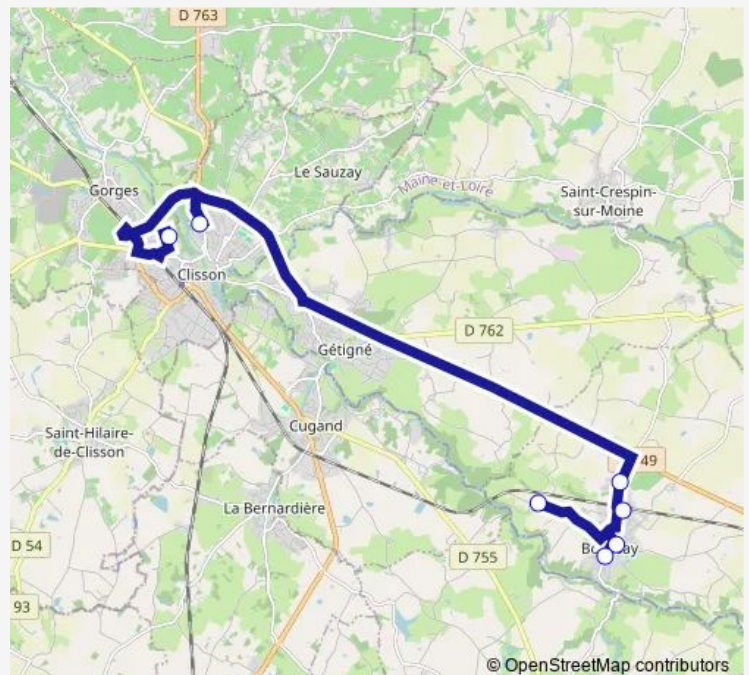 D 763
Le Sauzay
Maine-et-Loire
Gorges
Saint-Crespin-
sur-Moine
Clisson
D 762
Gétigné
Cugand
Saint-Hilaire-
de-Clisson
49
La Bernardière
D 54
D 755
93
© OpenStreetMap contributors